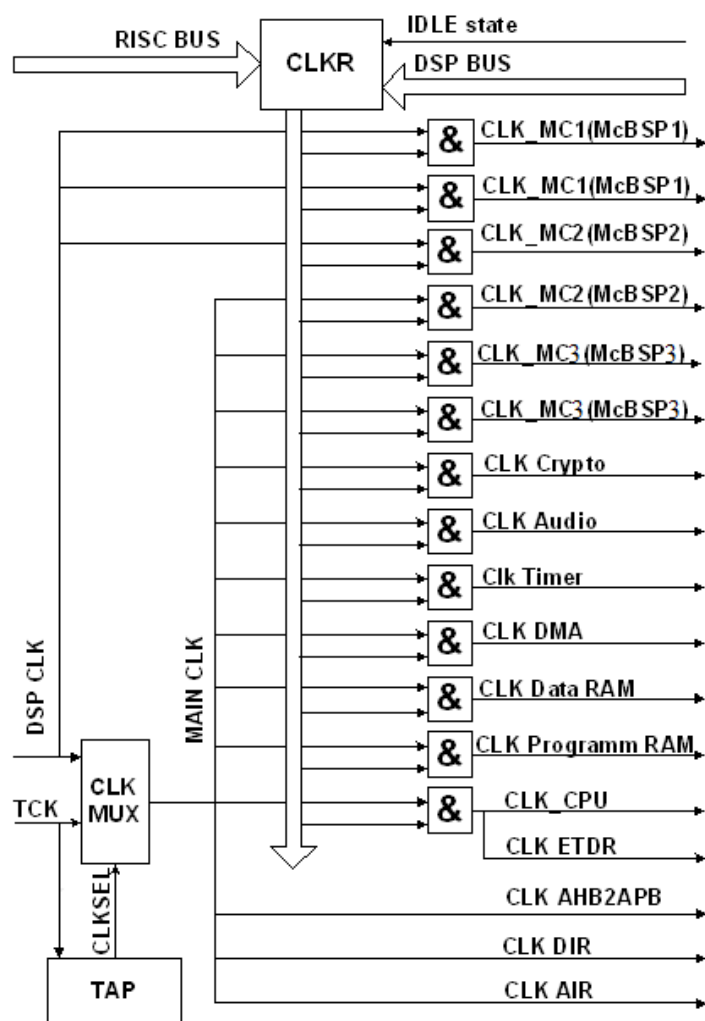 IDLE state
RISC BUS
CLKR
DSP BUS
& CLK_MC1(McBSP1)
& CLK_MC1(McBSP1)
& CLK_MC2(McBSP2)
& CLK_MC2(McBSP2)
& CLK_MC3(McBSP3)
& CLK_MC3(McBSP3)
& CLK Crypto
& CLK Audio
& Clk Timer
& CLK DMA
& CLK Data RAM
& CLK Programm RAM
& CLK_CPU
CLK ETDR
CLK AHB2APB
CLK DIR
CLK AIR
DSP CLK
MAIN CLK
CLK
MUX
TCK
CLKSEL
TAP